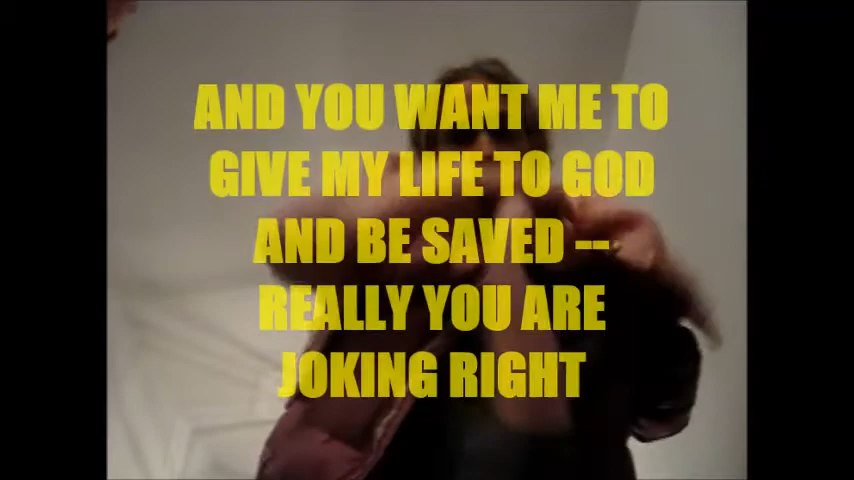 AND YOU WANT ME TO
GIVE MY LIFE TO GOD
AND BE SAVED --
REALLY YOU ARE
JOKING RIGHT